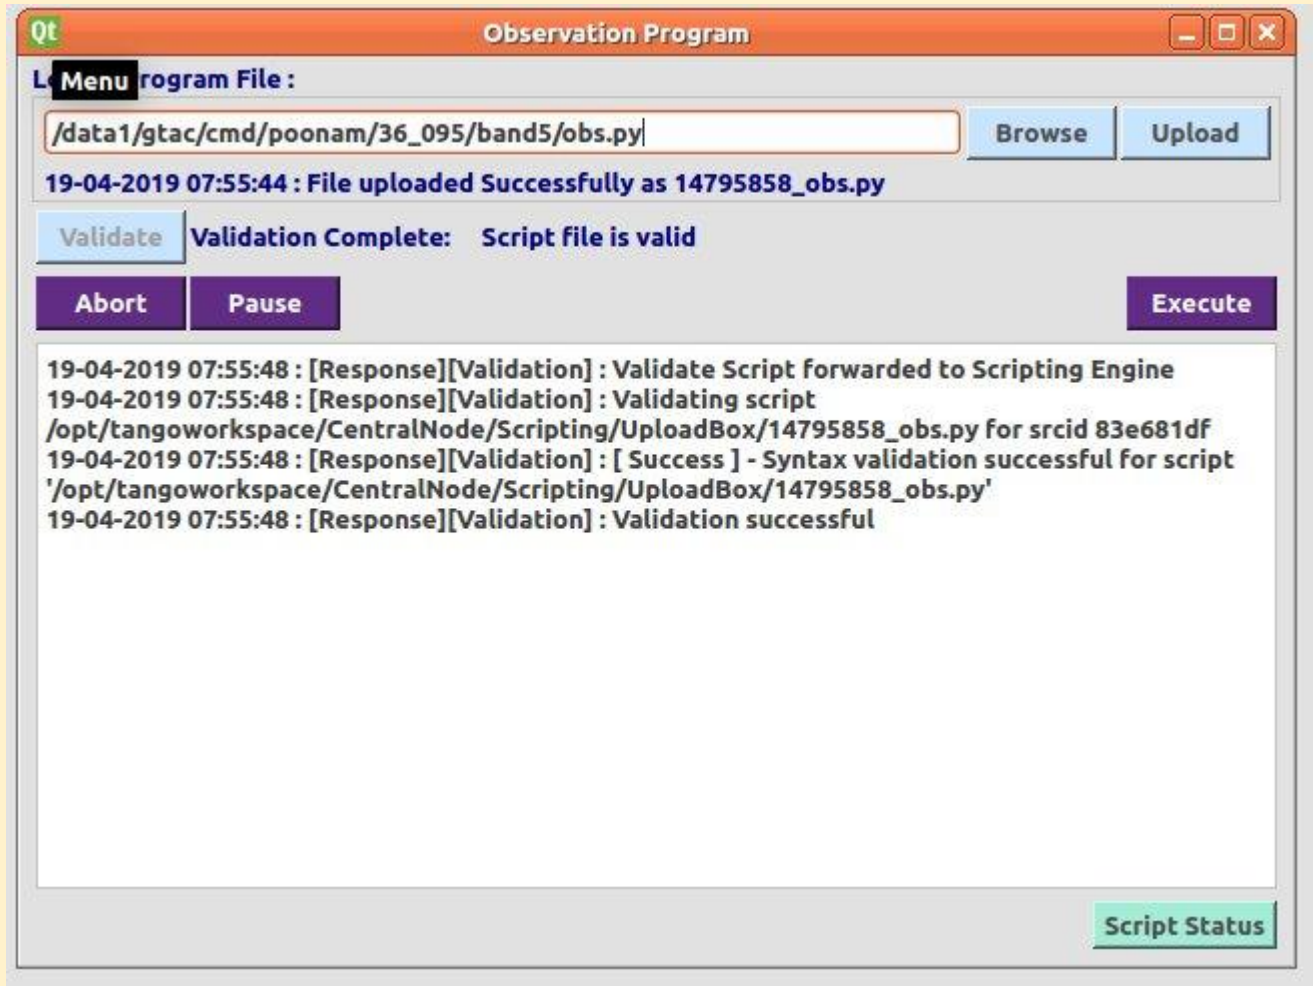 Qt Observation Program
L Menu rogram File :
/data1/gtac/cmd/poonam/36_095/band5/obs.py Browse Upload
19-04-2019 07:55:44 : File uploaded Successfully as 14795858_obs.py
Validate Validation Complete: Script file is valid
Abort Pause Execute
19-04-2019 07:55:48 : [Response][Validation] : Validate Script forwarded to Scripting Engine
19-04-2019 07:55:48 : [Response][Validation] : Validating script
/opt/tangoworkspace/CentralNode/Scripting/UploadBox/14795858_obs.py for srcid 83e681df
19-04-2019 07:55:48 : [Response][Validation] : [ Success ] - Syntax validation successful for script
'/opt/tangoworkspace/CentralNode/Scripting/UploadBox/14795858_obs.py'
19-04-2019 07:55:48 : [Response][Validation] : Validation successful
Script Status